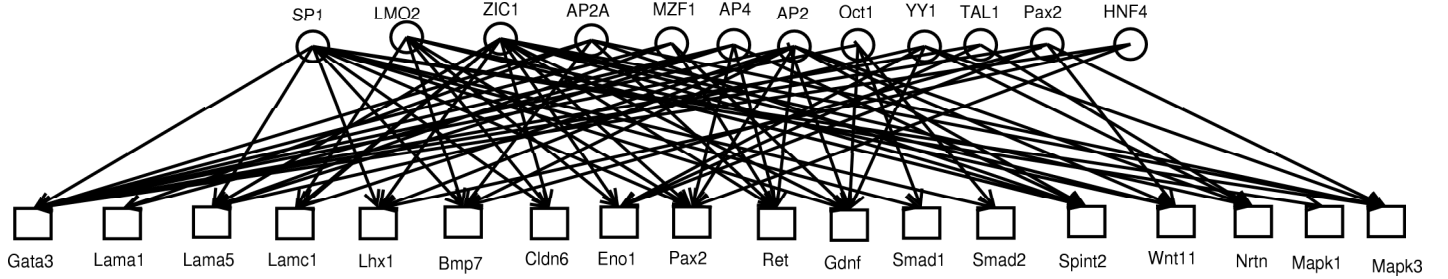 SP1 LMO2 ZIC1 AP2A MZF1 AP4 AP2 Oct1 YY1 TAL1 Pax2 HNF4
Gata3 Lama1 Lama5 Lamc1 Lhx1 Bmp7 Cldn6 Eno1 Pax2 Ret Gdnf Smad1 Smad2 Spint2 Wnt11 Nrtn Mapk1 Mapk3